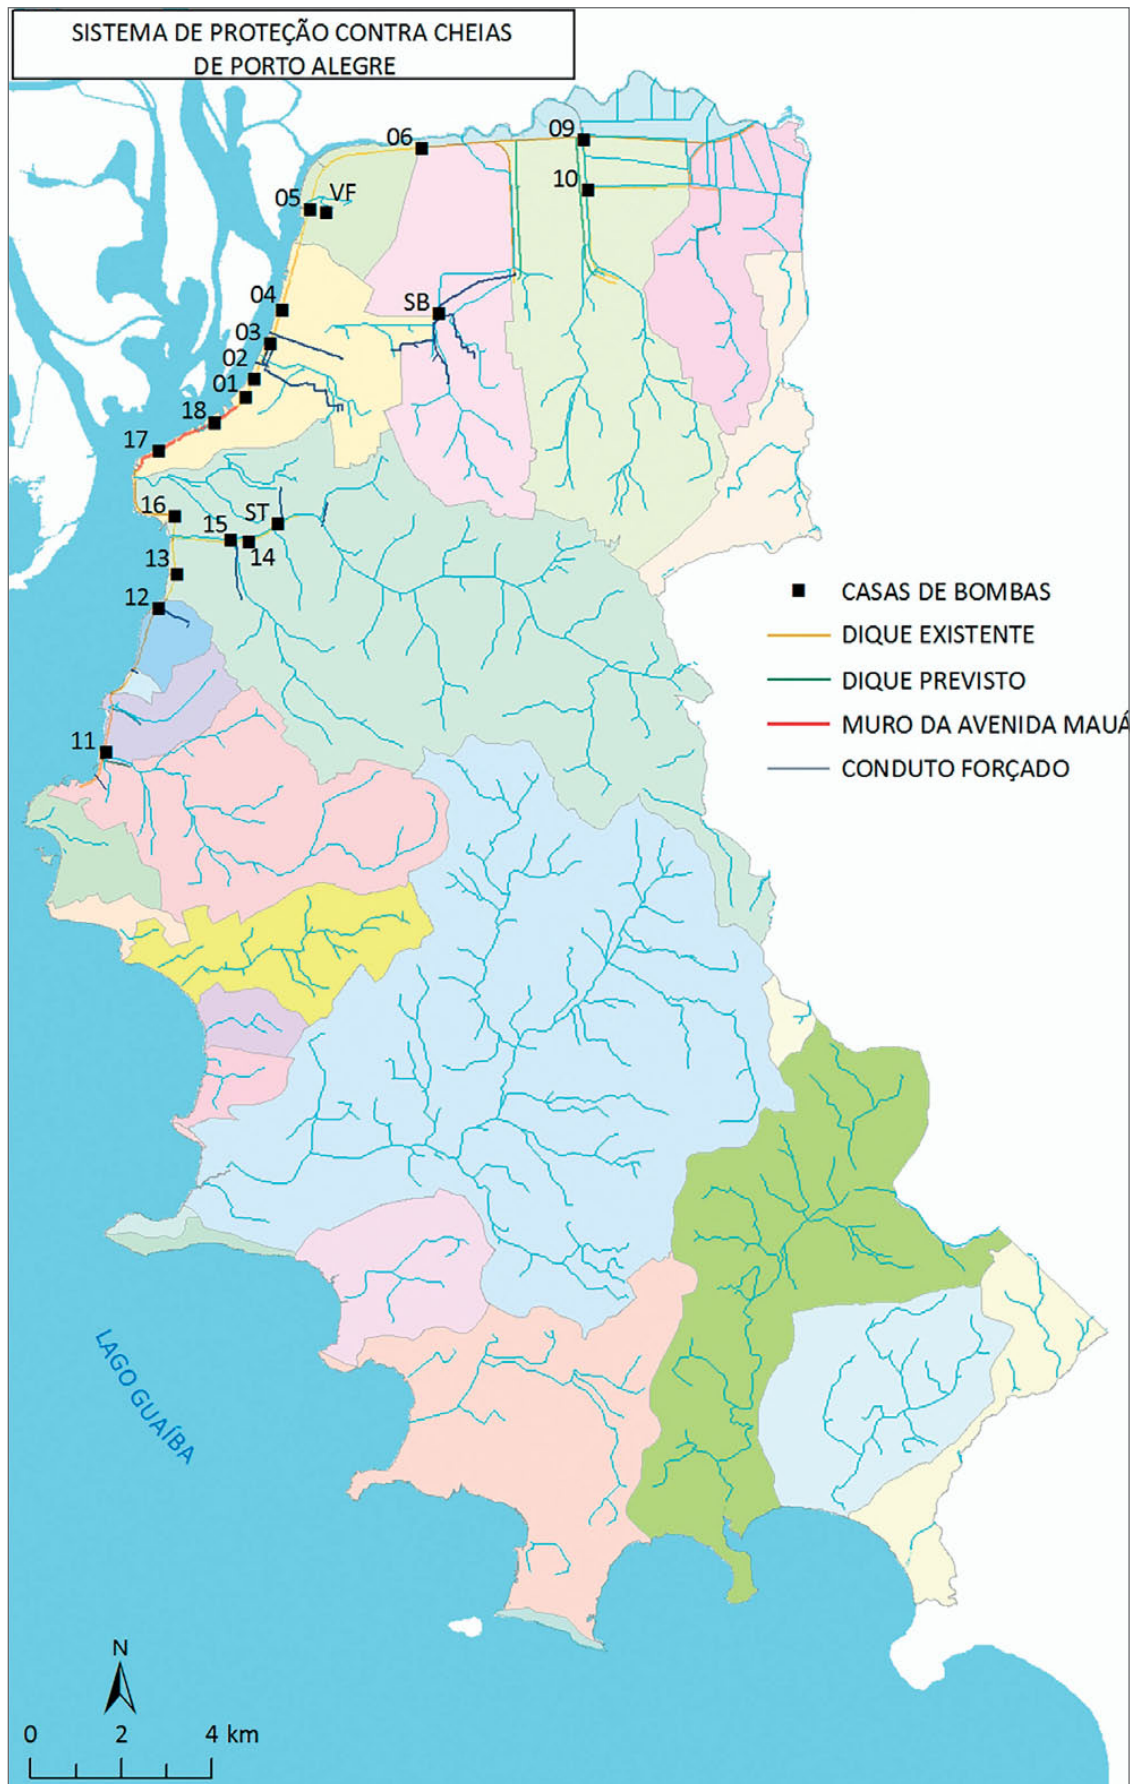 SISTEMA DE PROTEÇÃO CONTRA CHEIAS
DE PORTO ALEGRE
09
06
10
05 VF
04
SB
03
02
01
18
17
16
ST
15
14
13
12
CASAS DE BOMBAS
DIQUE EXISTENTE
DIQUE PREVISTO
MURO DA AVENIDA MAUÁ
CONDUTO FORÇADO
11
LAGO GUAÍBA
N
0 2 4 km